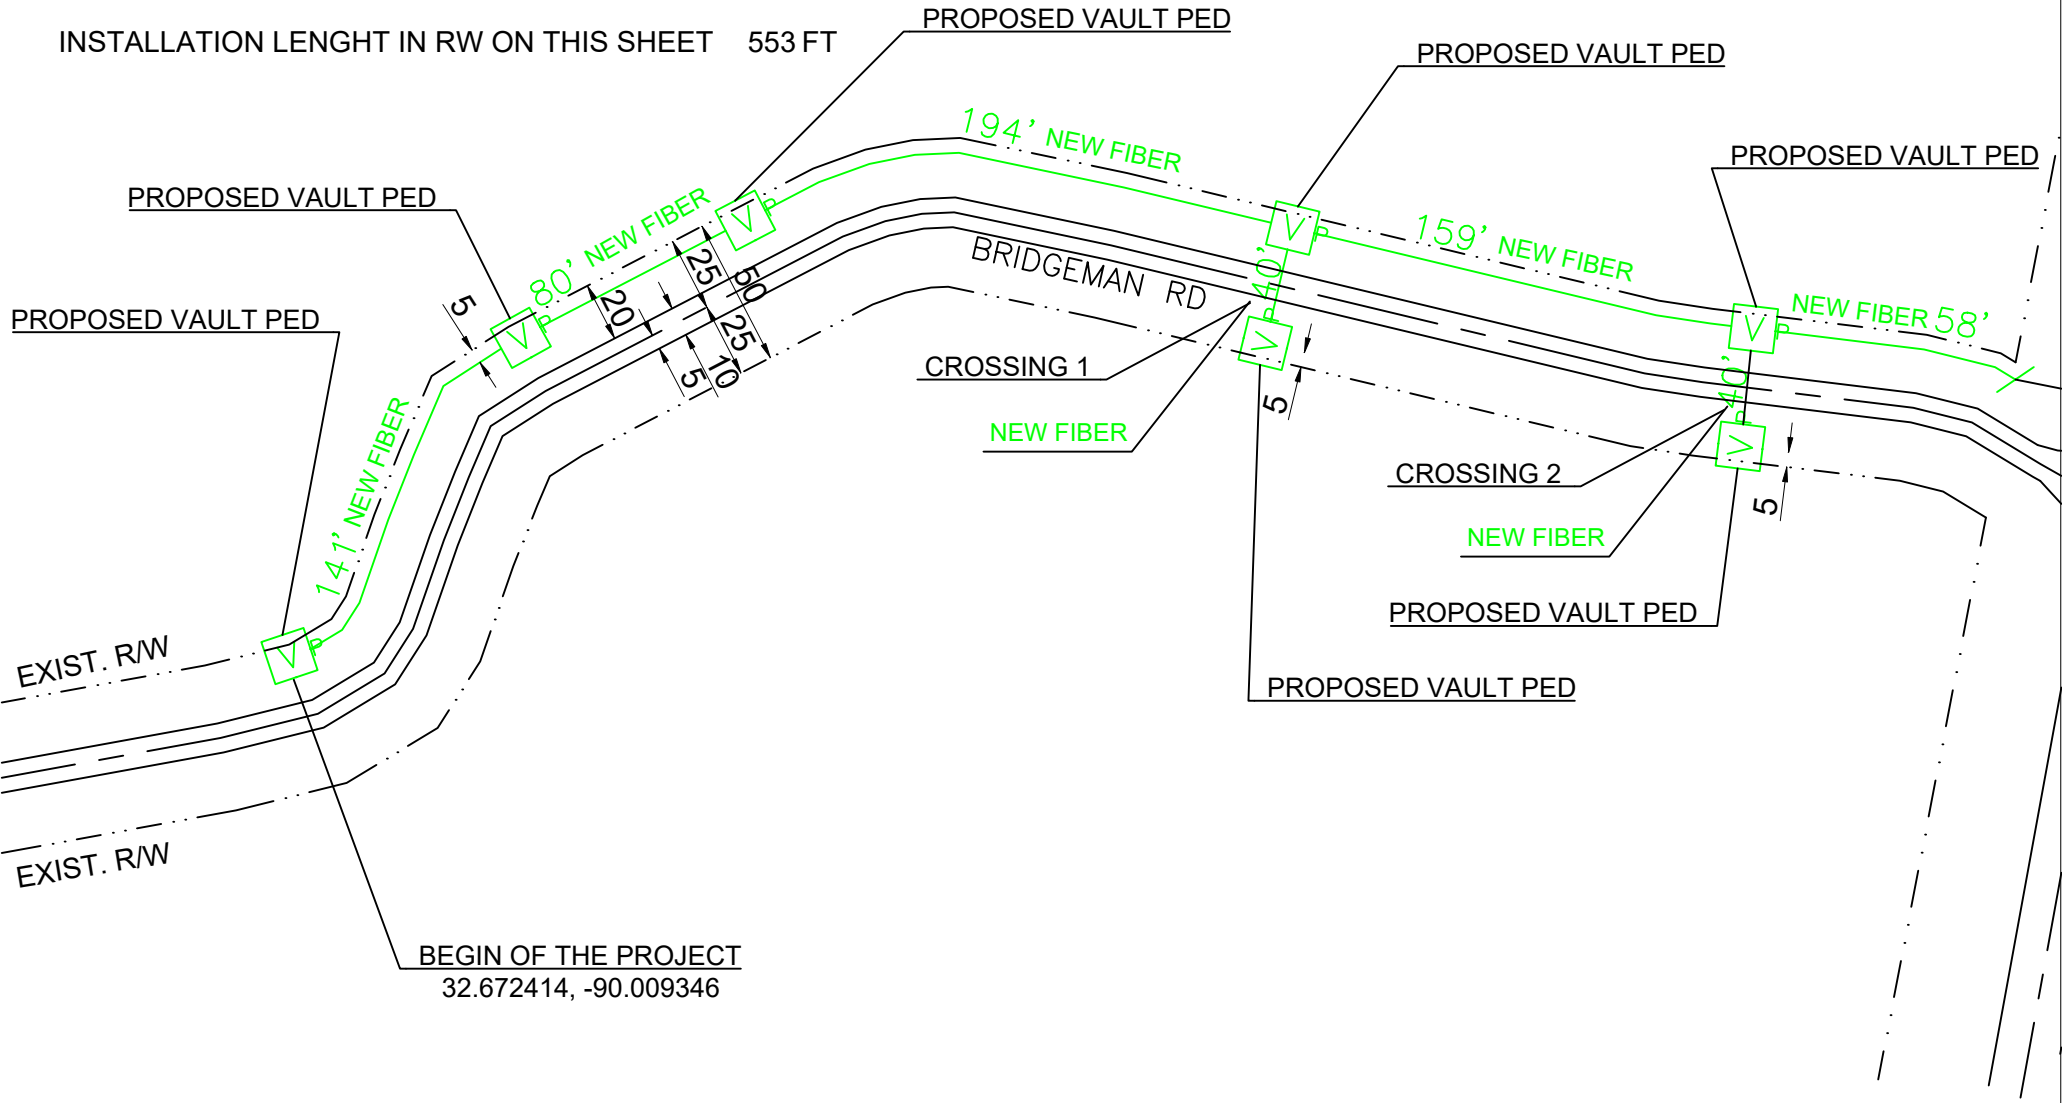 INSTALLATION LENGHT IN RW ON THIS SHEET 553 FT
PROPOSED VAULT PED
PROPOSED VAULT PED
PROPOSED VAULT PED
PROPOSED VAULT PED
PROPOSED VAULT PED
194' NEW FIBER
80' NEW FIBER
159' NEW FIBER
NEW FIBER 58'
141' NEW FIBER
V P
V P
V P
V P
V P
V P
V P
5
20
25
50
25
10
5
BRIDGEMAN RD
40'
40'
CROSSING 1
NEW FIBER
5
CROSSING 2
NEW FIBER
5
PROPOSED VAULT PED
PROPOSED VAULT PED
EXIST. R/W
EXIST. R/W
BEGIN OF THE PROJECT
32.672414, -90.009346